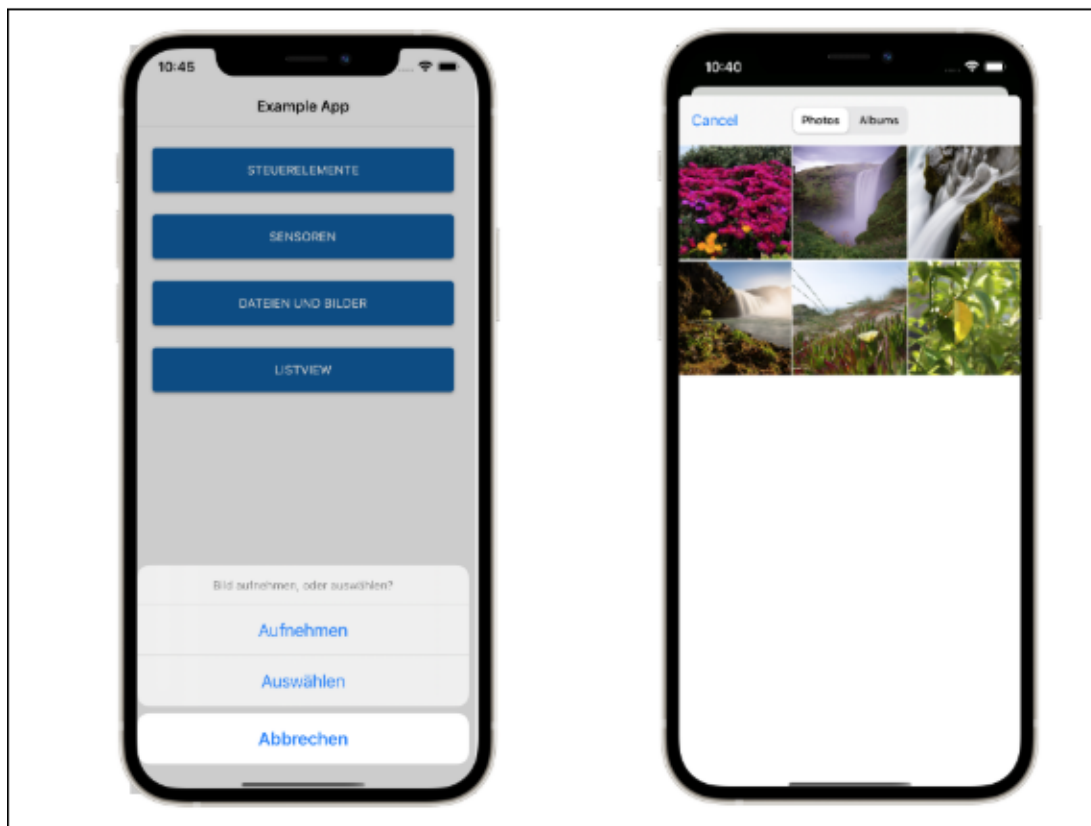 10:45
Example App
STEUERELEMENTE
SENSOREN
DATEIEN UND BILDER
LISTVIEW
Bild aufnehmen, oder auswählen?
Aufnehmen
Auswählen
Abbrechen
10:40
Cancel
Photos Albums